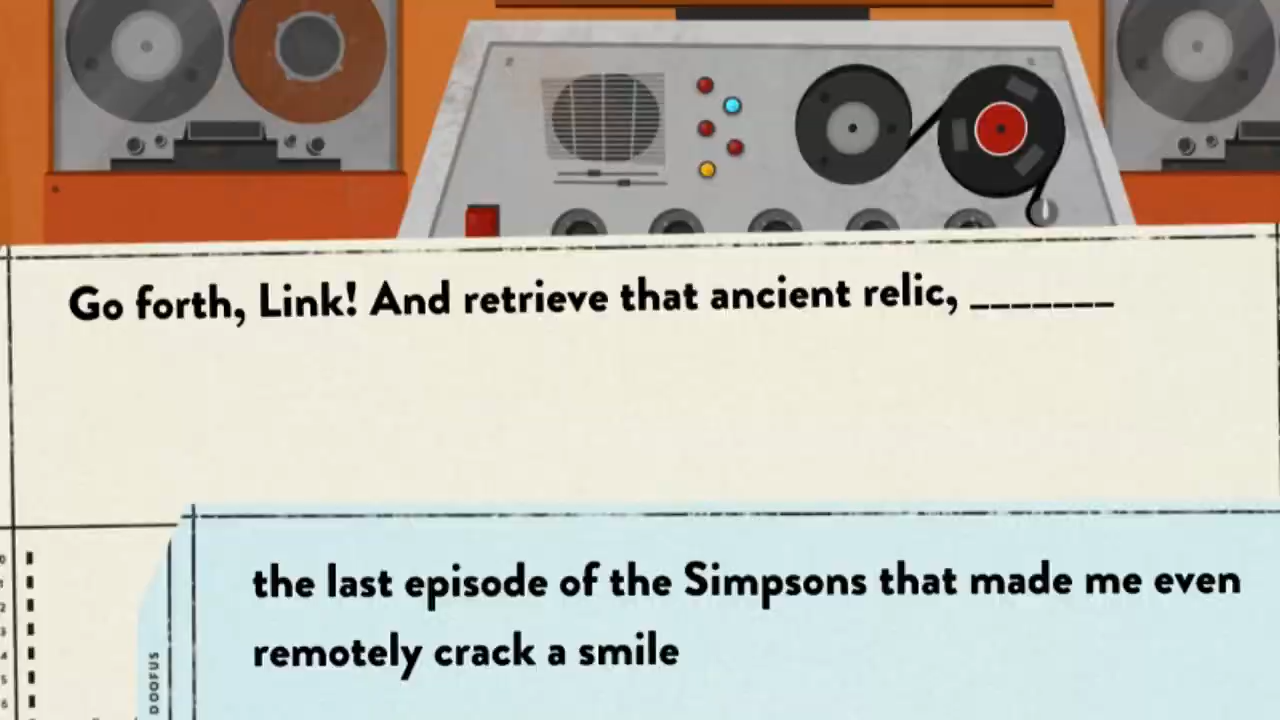 Go forth, Link! And retrieve that ancient relic, _______
the last episode of the Simpsons that made me even
remotely crack a smile
DOOFUS